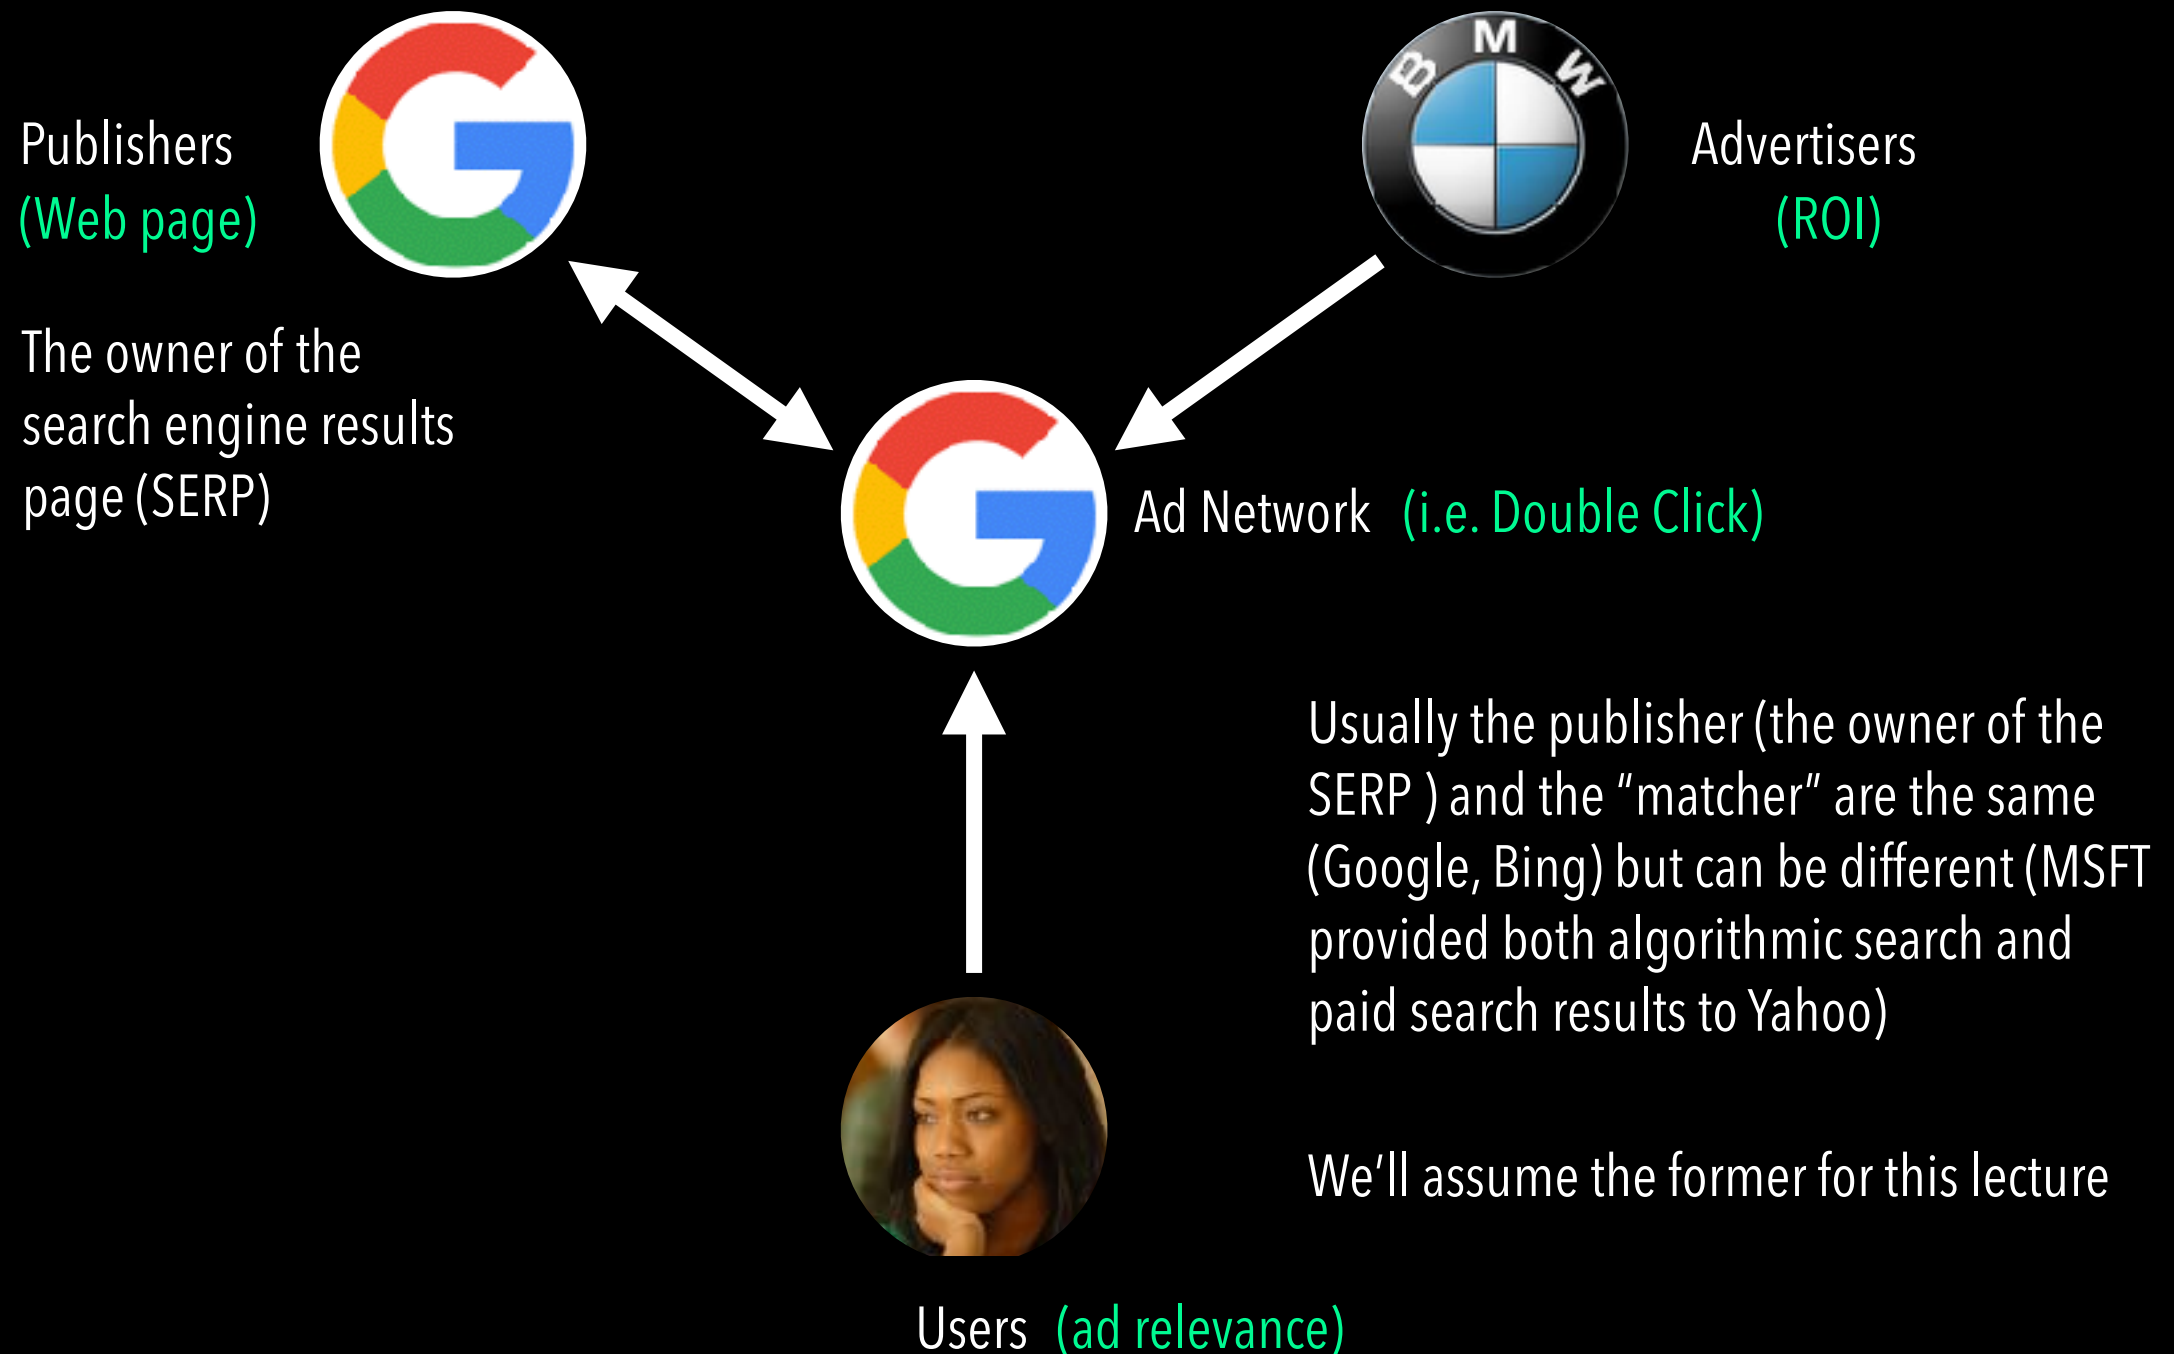 Publishers
(Web page)
The owner of the
search engine results
page (SERP)
BMW
Advertisers
(ROI)
Ad Network (i.e. Double Click)
Usually the publisher (the owner of the
SERP ) and the “matcher” are the same
(Google, Bing) but can be different (MSFT
provided both algorithmic search and
paid search results to Yahoo)
We’ll assume the former for this lecture
Users (ad relevance)